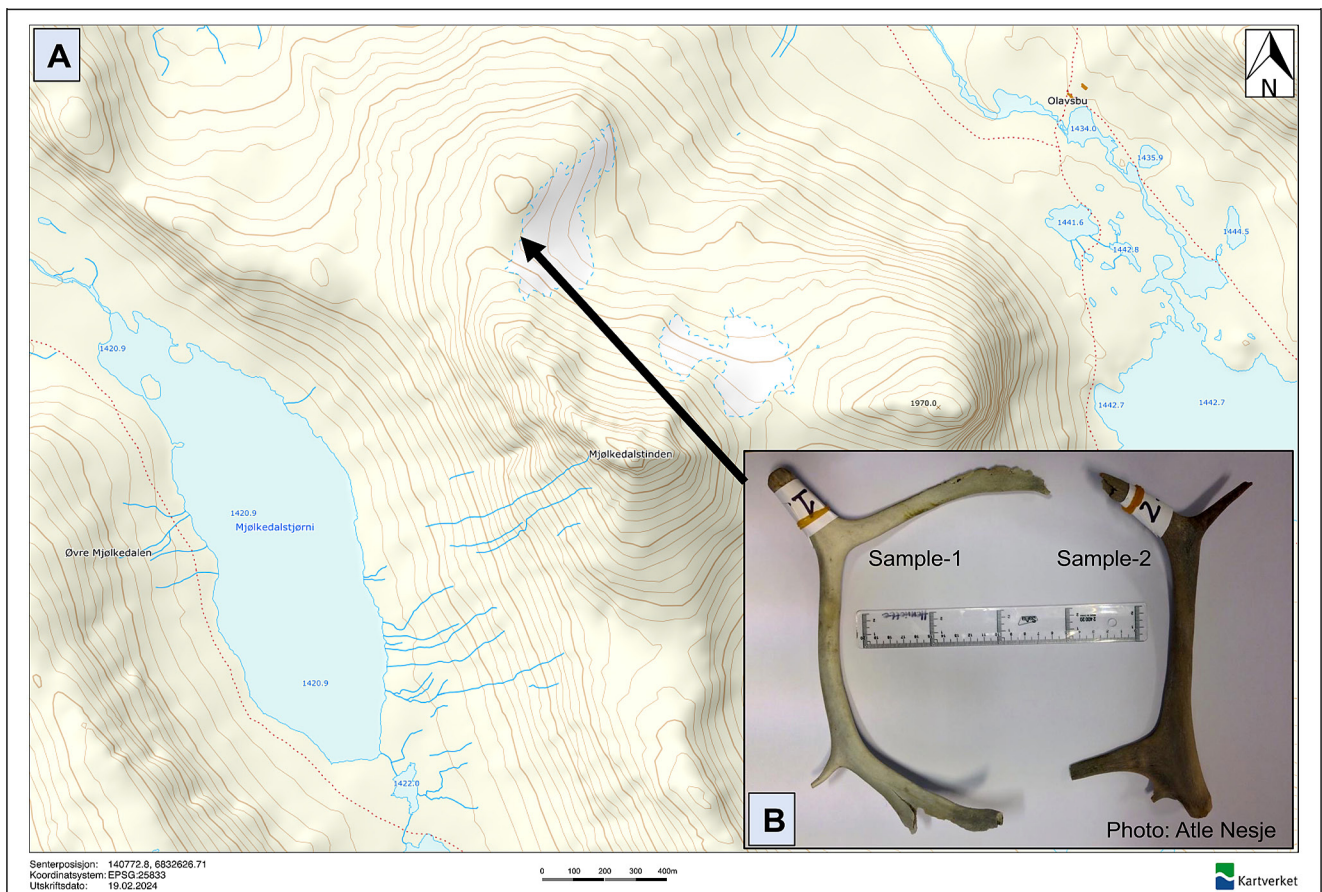 A
N
Olavsbu
1434.0
1435.9
1441.6
1444.5
1442.8
1420.9
1442.7
1442.7
1970.0
Mjølkedalstinden
1420.9
Mjølkedalstjørni
Øvre Mjølkedalen
1420.9
1422.0
1
2
Sample-1
Sample-2
B
Photo: Atle Nesje
Senterposisjon: 140772.8, 6832626.71
Koordinatsystem: EPSG:25833
Utskriftsdato: 19.02.2024
0 100 200 300 400m
Kartverket